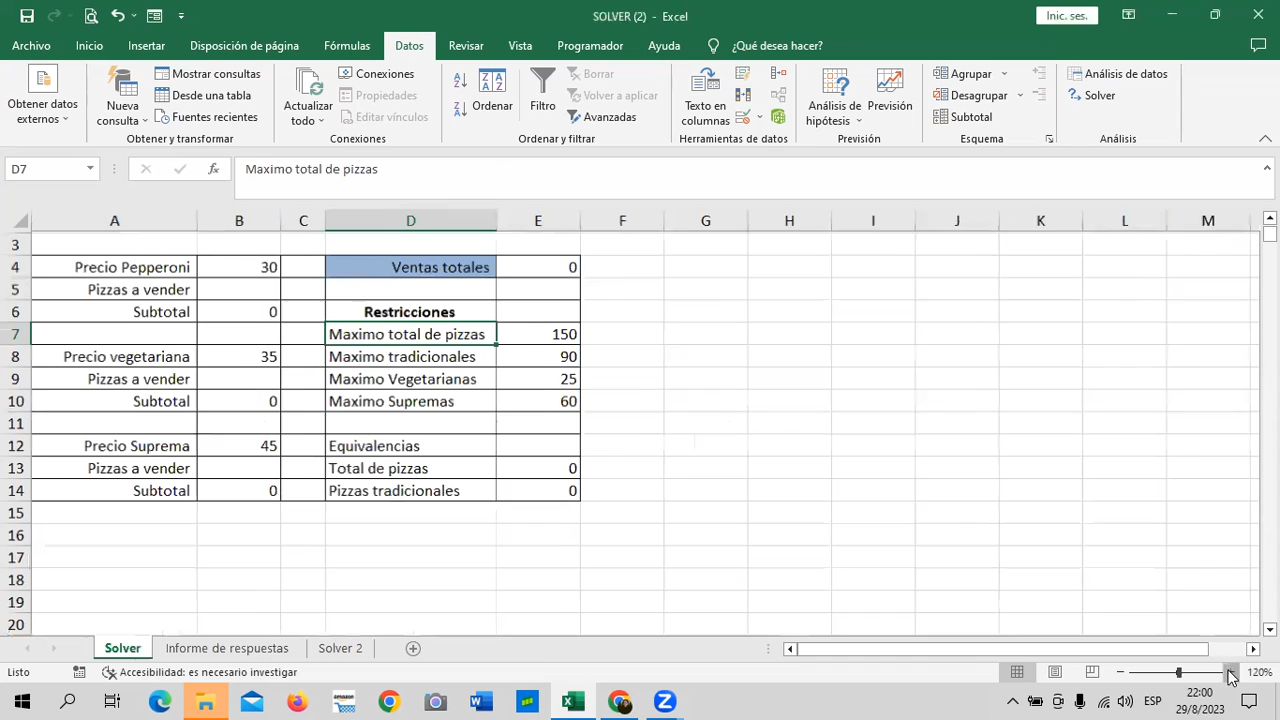 SOLVER (2) - Excel
Inic. ses.
Archivo Inicio Insertar Disposición de página Fórmulas Datos Revisar Vista Programador Ayuda ¿Qué desea hacer?
Obtener datos externos
Nueva consulta
Mostrar consultas
Desde una tabla
Fuentes recientes
Obtener y transformar
Actualizar todo
Conexiones
Propiedades
Editar vínculos
Conexiones
Ordenar
Filtro
Borrar
Volver a aplicar
Avanzadas
Ordenar y filtrar
Texto en columnas
Herramientas de datos
Análisis de hipótesis
Previsión
Previsión
Agrupar
Desagrupar
Subtotal
Esquema
Análisis de datos
Solver
Análisis
D7 fx Maximo total de pizzas
A B C D E F G H I J K L M
3
4 Precio Pepperoni 30 Ventas totales 0
5 Pizzas a vender
6 Subtotal 0 Restricciones
7 Maximo total de pizzas 150
8 Precio vegetariana 35 Maximo tradicionales 90
9 Pizzas a vender Maximo Vegetarianas 25
10 Subtotal 0 Maximo Supremas 60
11
12 Precio Suprema 45 Equivalencias
13 Pizzas a vender Total de pizzas 0
14 Subtotal 0 Pizzas tradicionales 0
15
16
17
18
19
20
Solver Informe de respuestas Solver 2
Listo Accesibilidad: es necesario investigar 120%
ESP 22:00
29/8/2023